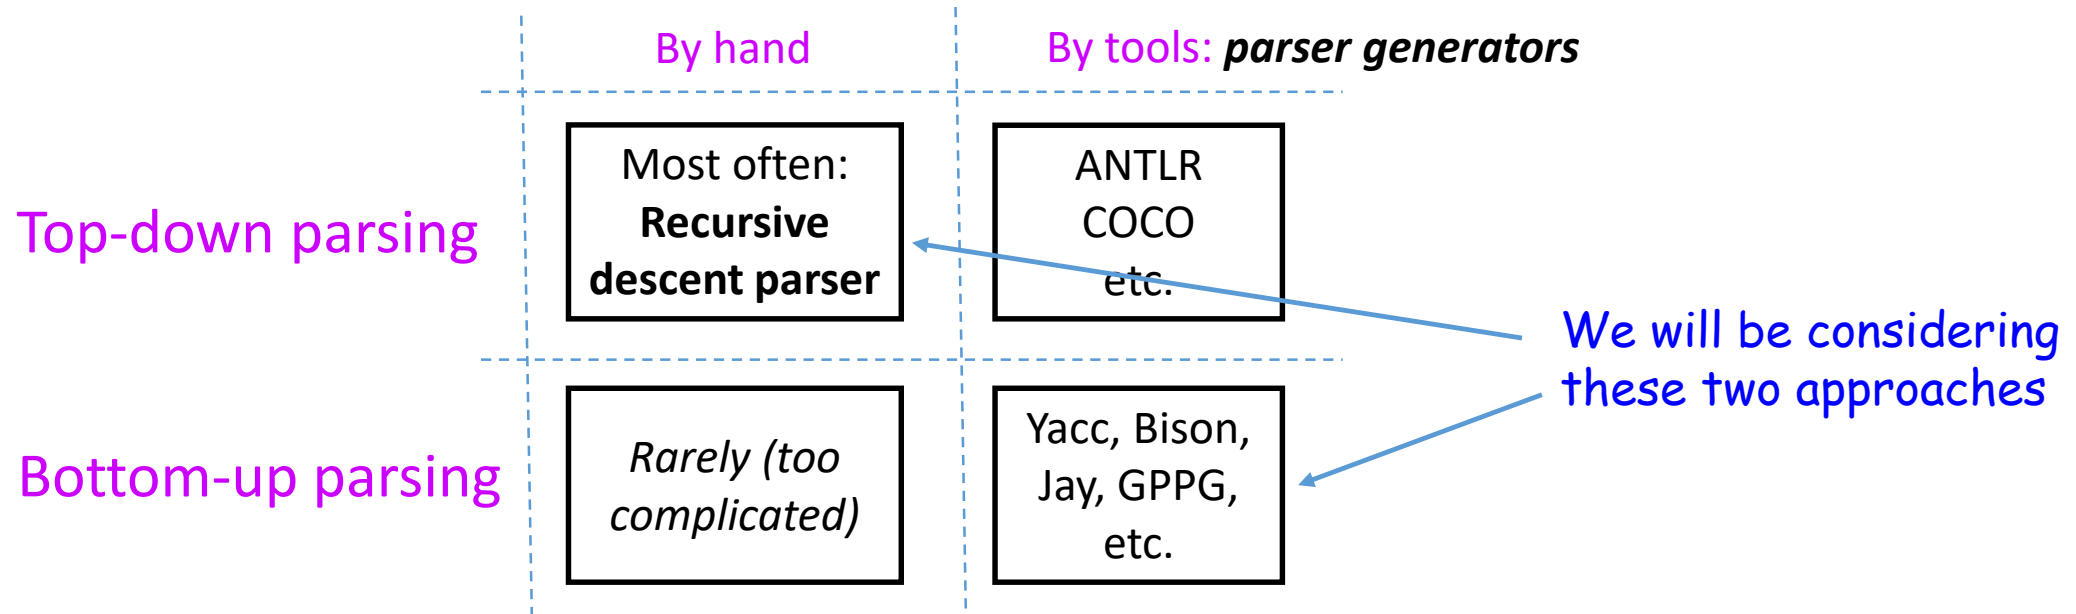 By hand
By tools: parser generators
Top-down parsing
Most often:
Recursive
descent parser
ANTLR
COCO
etc.
We will be considering
these two approaches
Bottom-up parsing
Rarely (too
complicated)
Yacc, Bison,
Jay, GPPG,
etc.